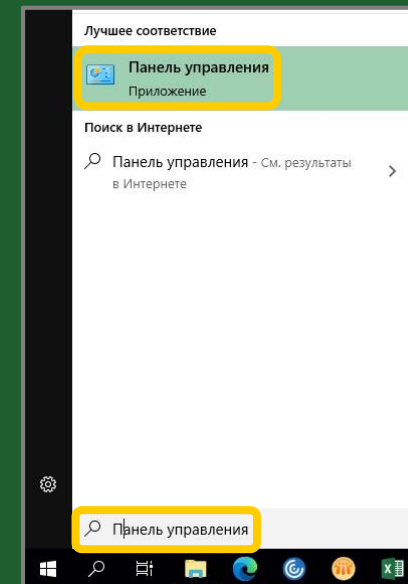 Лучшее соответствие
Панель управления
Приложение
Поиск в Интернете
Панель управления - См. результаты
в Интернете
Панель управления